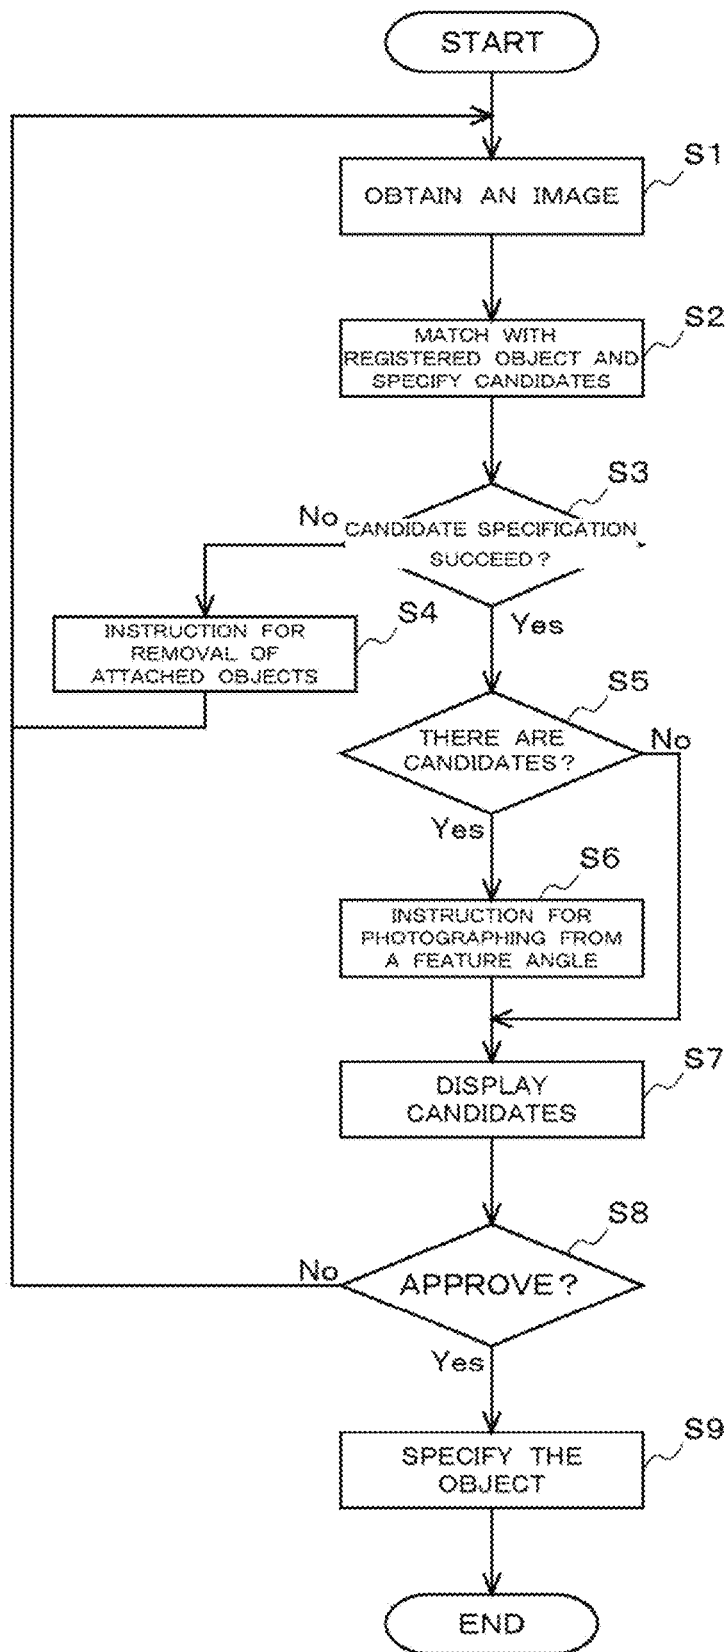 START
S1
OBTAIN AN IMAGE
S2
MATCH WITH
REGISTERED OBJECT AND
SPECIFY CANDIDATES
S3
No
CANDIDATE SPECIFICATION
SUCCEED?
Yes
S4
INSTRUCTION FOR
REMOVAL OF
ATTACHED OBJECTS
S5
THERE ARE
CANDIDATES?
No
Yes
S6
INSTRUCTION FOR
PHOTOGRAPHING FROM
A FEATURE ANGLE
S7
DISPLAY
CANDIDATES
S8
No
APPROVE?
Yes
S9
SPECIFY THE
OBJECT
END